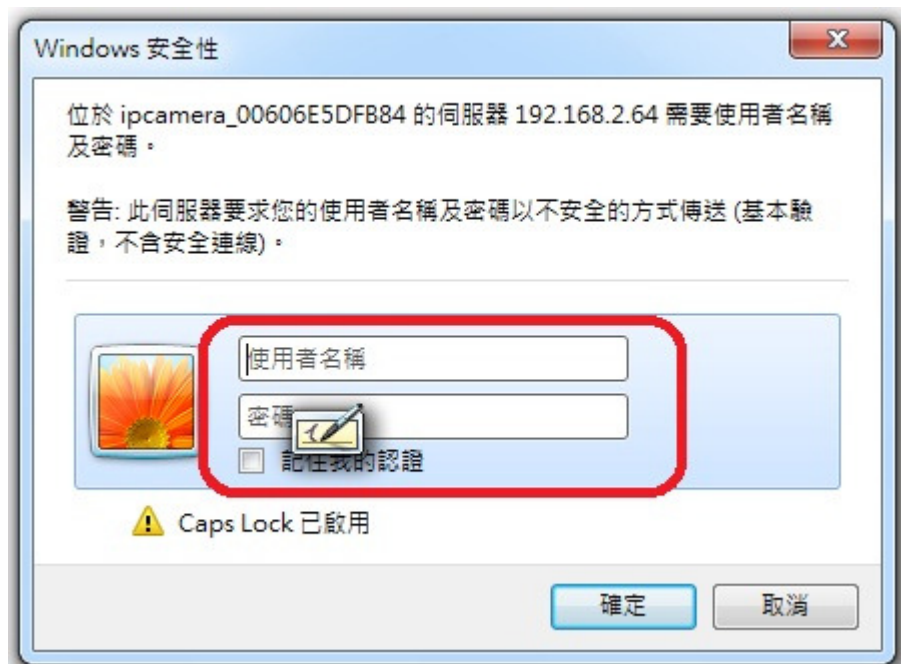 Windows 安全性
位於 ipcamera_00606E5DFB84 的伺服器 192.168.2.64 需要使用者名稱
及密碼。
警告: 此伺服器要求您的使用者名稱及密碼以不安全的方式傳送 (基本驗
證，不含安全連線)。
使用者名稱
密碼
記住我的認證
Caps Lock 已啟用
確定
取消